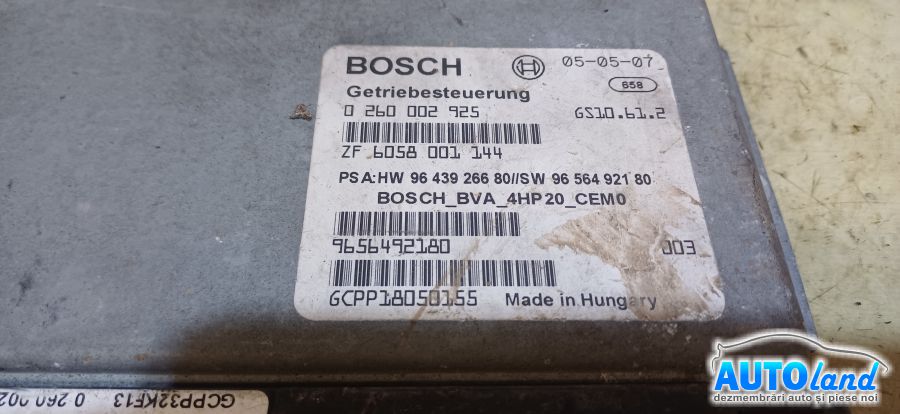 BOSCH 05-05-07
658
Getriebesteuerung
0 260 002 925 GS10.61.2
ZF 6058 001 144
PSA:HW 96 439 266 80//SW 96 564 921 80
BOSCH_BVA_4HP20_CEM0
9656492180 003
GCPP18050155 Made in Hungary
GCPP32KF13 0 260 002
AUTOland
dezmembrări auto și piese noi